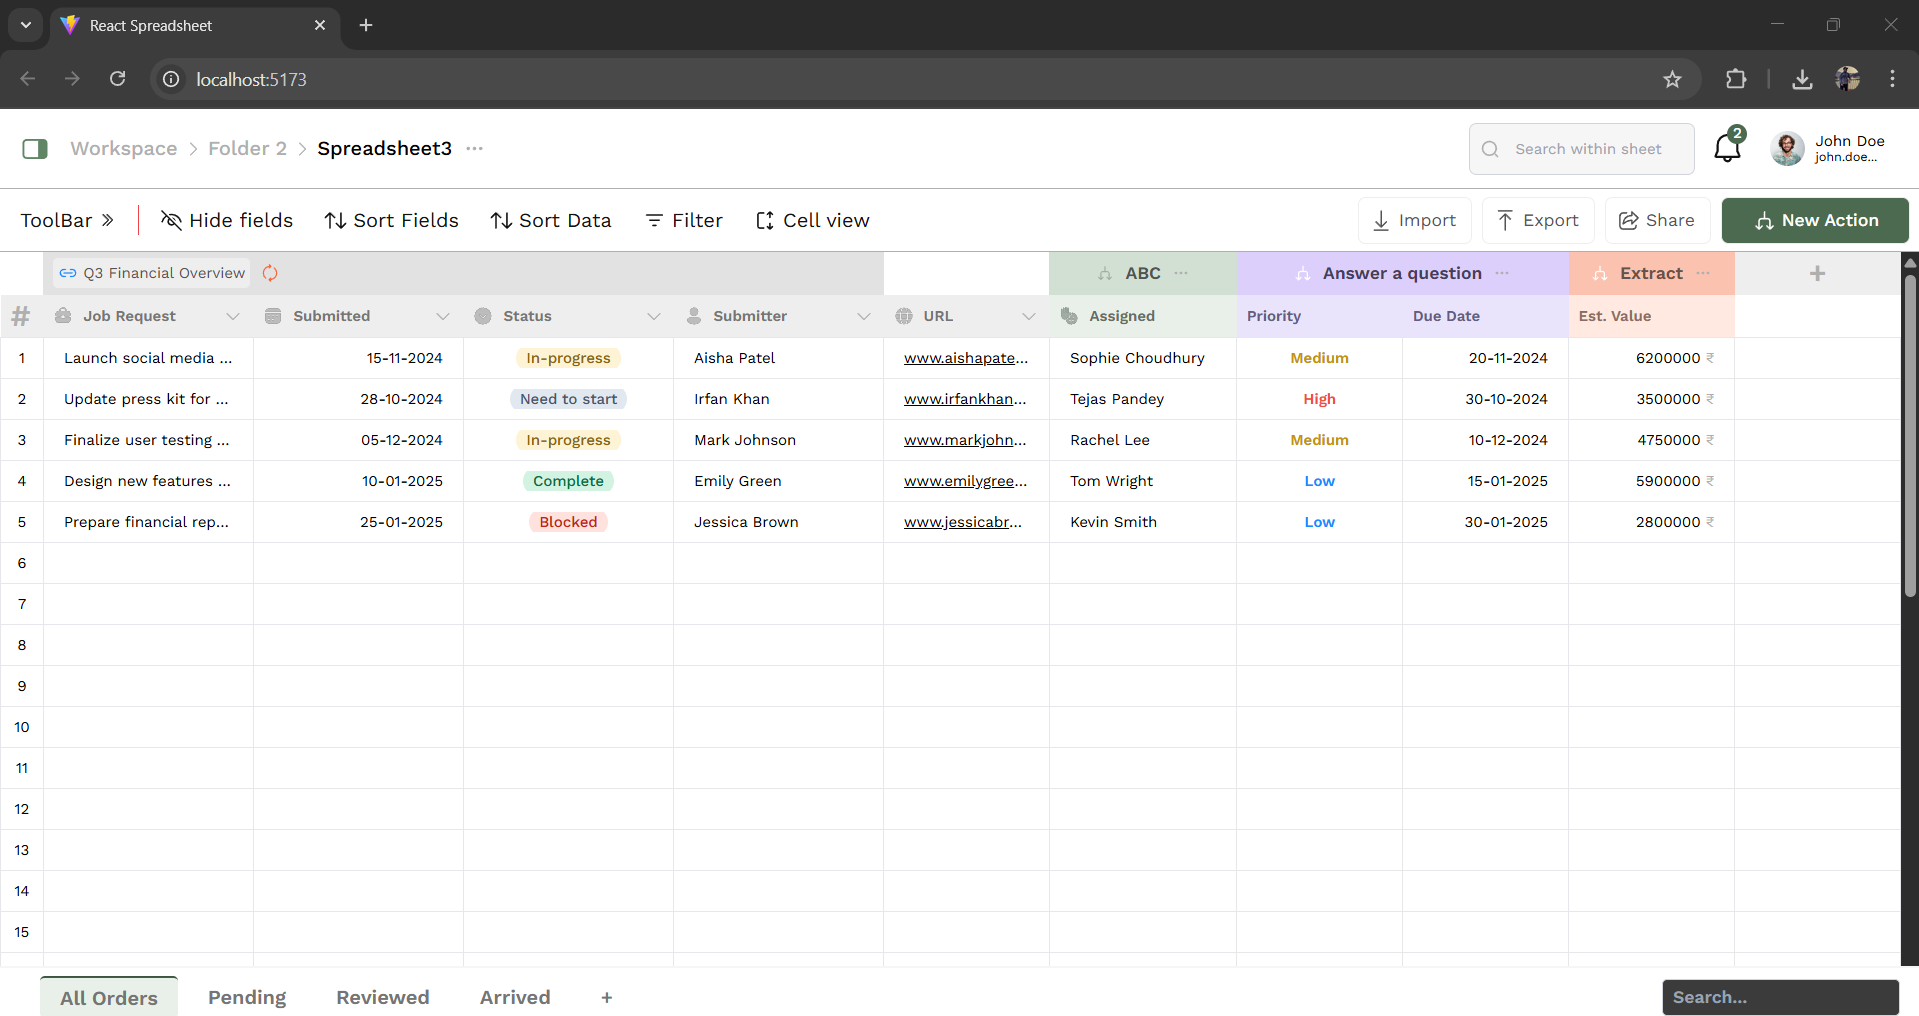 React Spreadsheet
localhost:5173
Workspace > Folder 2 > Spreadsheet3 ···
Search within sheet
2
John Doe
john.doe...
ToolBar
Hide fields
Sort Fields
Sort Data
Filter
Cell view
Import
Export
Share
New Action
Q3 Financial Overview
ABC ···
Answer a question ···
Extract ···
+
# Job Request Submitted Status Submitter URL Assigned Priority Due Date Est. Value
1 Launch social media ... 15-11-2024 In-progress Aisha Patel www.aishapate... Sophie Choudhury Medium 20-11-2024 6200000 ₹
2 Update press kit for ... 28-10-2024 Need to start Irfan Khan www.irfankhan... Tejas Pandey High 30-10-2024 3500000 ₹
3 Finalize user testing ... 05-12-2024 In-progress Mark Johnson www.markjohn... Rachel Lee Medium 10-12-2024 4750000 ₹
4 Design new features ... 10-01-2025 Complete Emily Green www.emilygree... Tom Wright Low 15-01-2025 5900000 ₹
5 Prepare financial rep... 25-01-2025 Blocked Jessica Brown www.jessicabr... Kevin Smith Low 30-01-2025 2800000 ₹
6
7
8
9
10
11
12
13
14
15
All Orders
Pending
Reviewed
Arrived
+
Search...